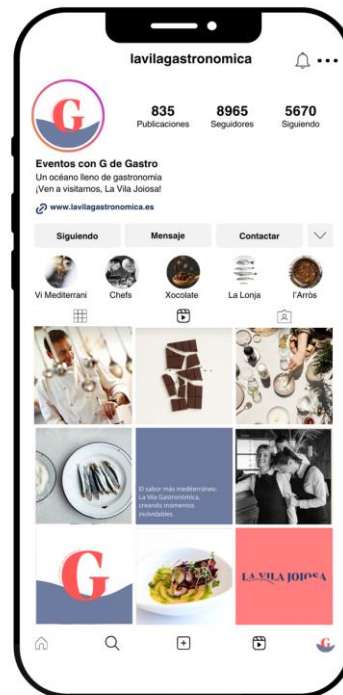 lavilagastronomica
G
835 8965 5670
Publicaciones Seguidores Siguiendo
Eventos con G de Gastro
Un océano lleno de gastronomia
¡Ven a visitarnos, La Vila Joiosa!
www.lavilagastronomica.es
Siguiendo Mensaje Contactar
Vi Mediterrani Chefs Xocolate La Lonja l'Arròs
El sabor más mediterráneo.
La Vila Gastronómica,
creando momentos
inolvidables.
G
LA VILA JOIOSA